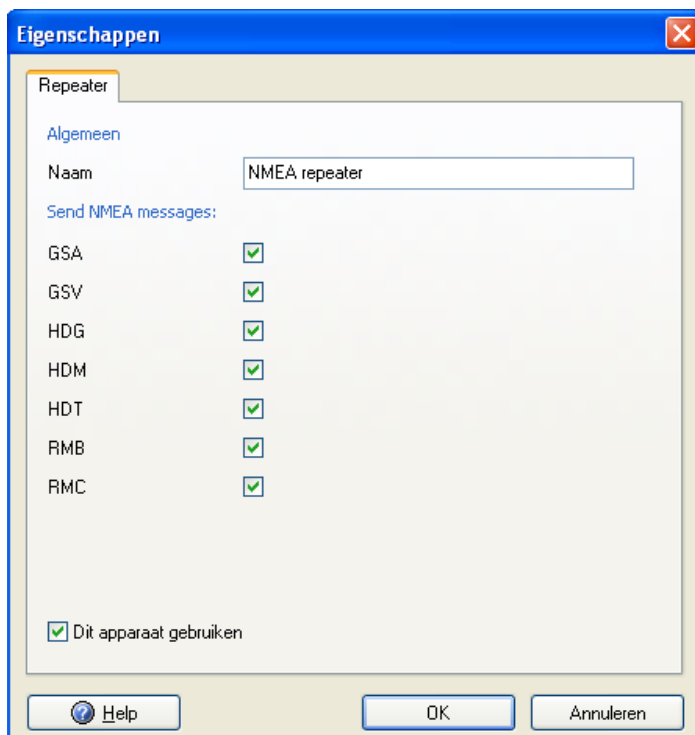 Eigenschappen
Repeater
Algemeen
Naam NMEA repeater
Send NMEA messages:
GSA
GSV
HDG
HDM
HDT
RMB
RMC
Dit apparaat gebruiken
Help OK Annuleren